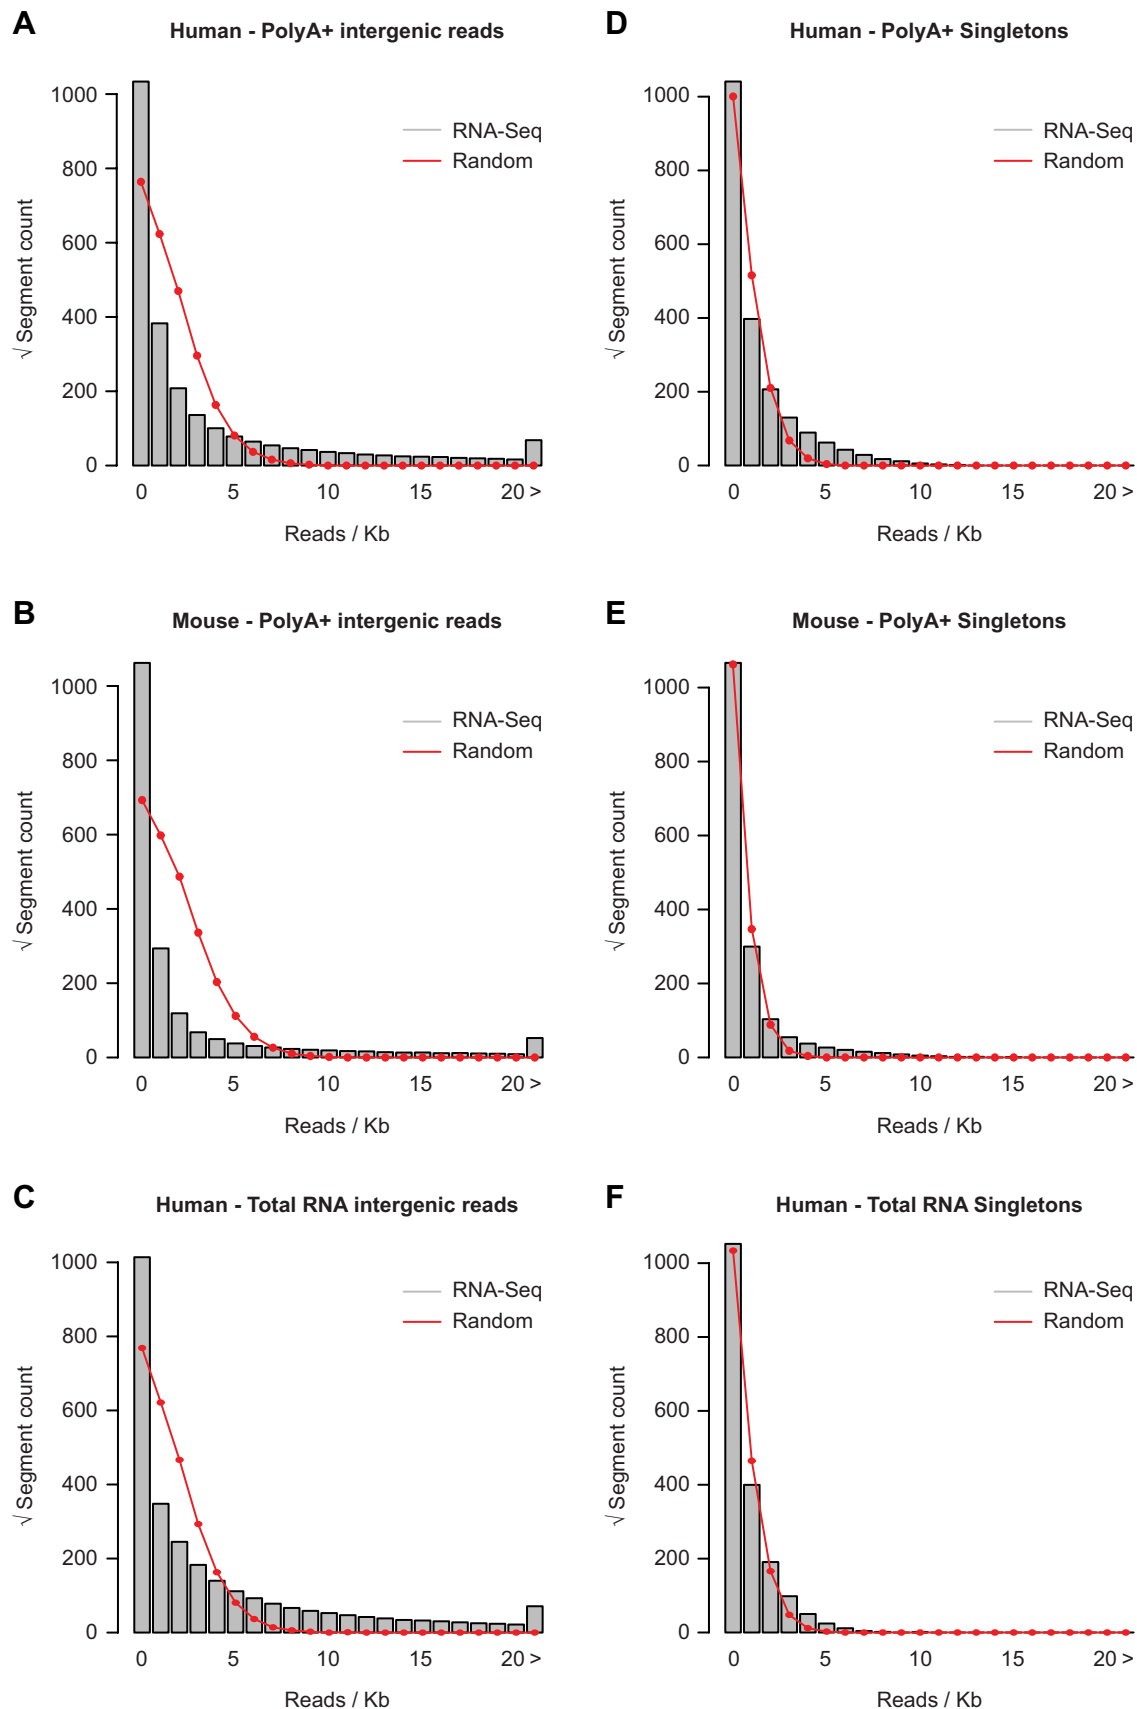 A
Human - PolyA+ intergenic reads
√ Segment count
1000
800
600
400
200
0
RNA-Seq
Random
0 5 10 15 20 >
Reads / Kb
D
Human - PolyA+ Singletons
√ Segment count
1000
800
600
400
200
0
RNA-Seq
Random
0 5 10 15 20 >
Reads / Kb
B
Mouse - PolyA+ intergenic reads
√ Segment count
1000
800
600
400
200
0
RNA-Seq
Random
0 5 10 15 20 >
Reads / Kb
E
Mouse - PolyA+ Singletons
√ Segment count
1000
800
600
400
200
0
RNA-Seq
Random
0 5 10 15 20 >
Reads / Kb
C
Human - Total RNA intergenic reads
√ Segment count
1000
800
600
400
200
0
RNA-Seq
Random
0 5 10 15 20 >
Reads / Kb
F
Human - Total RNA Singletons
√ Segment count
1000
800
600
400
200
0
RNA-Seq
Random
0 5 10 15 20 >
Reads / Kb